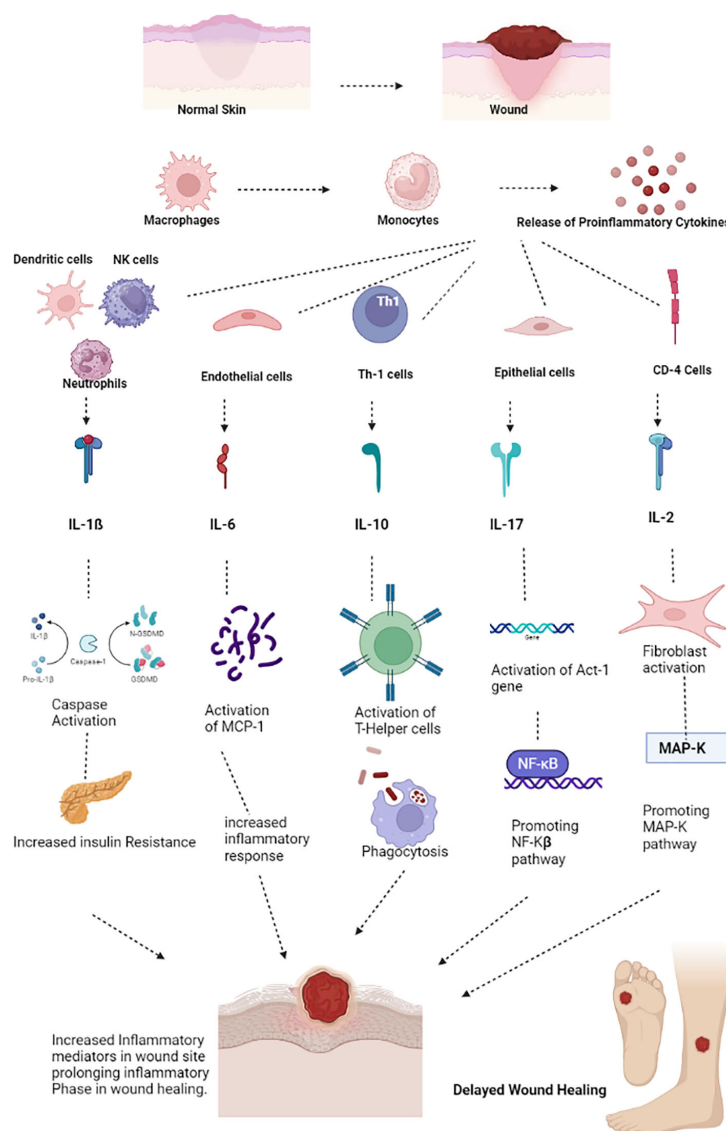 Normal Skin
Wound
Macrophages
Monocytes
Release of Proinflammatory Cytokines
Dendritic cells
NK cells
Th1
Neutrophils
Endothelial cells
Th-1 cells
Epithelial cells
CD-4 Cells
IL-1ß
IL-6
IL-10
IL-17
IL-2
IL-1β
N-GSDMD
Caspase-1
Pro-IL-1β
GSDMD
Gene
Caspase
Activation
Activation
of MCP-1
Activation of
T-Helper cells
Activation of Act-1
gene
Fibroblast
activation
NF-κB
MAP-K
Increased insulin Resistance
increased
inflammatory
response
Phagocytosis
Promoting
NF-Kβ
pathway
Promoting
MAP-K
pathway
Increased Inflammatory
mediators in wound site
prolonging inflammatory
Phase in wound healing.
Delayed Wound Healing